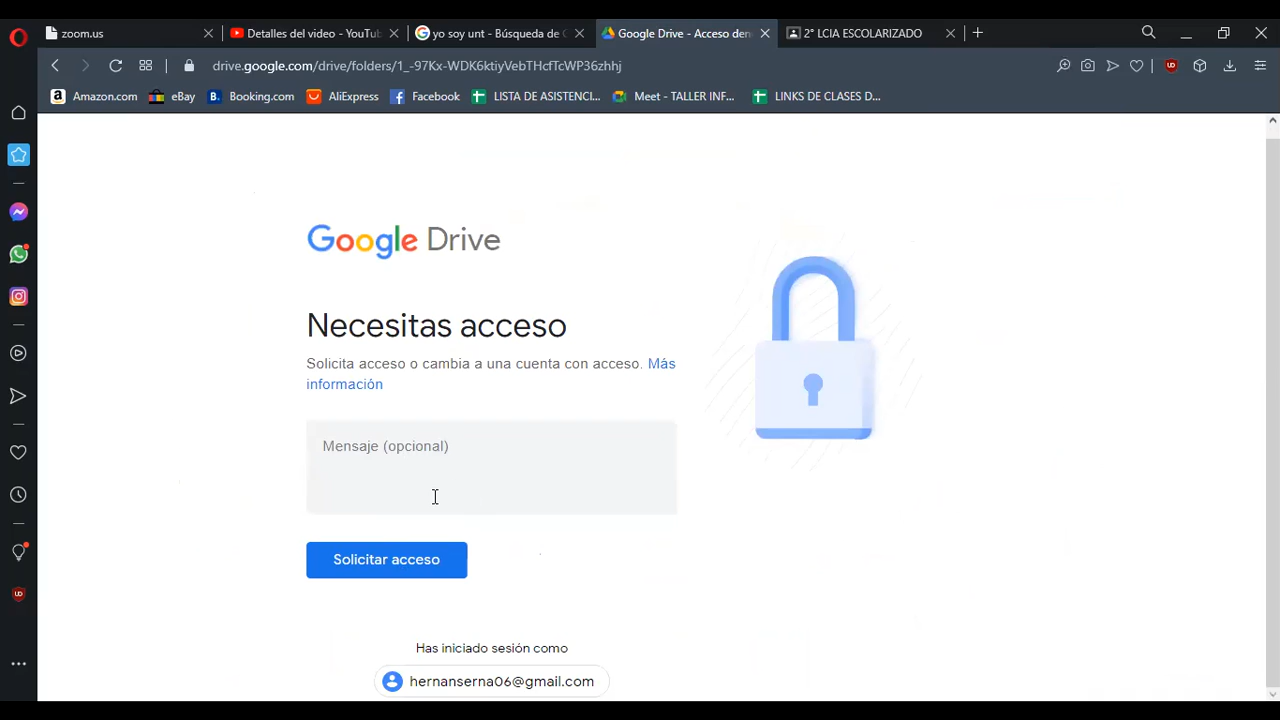 zoom.us
Detalles del video - YouTu
yo soy unt - Búsqueda de G
Google Drive - Acceso den
2° LCIA ESCOLARIZADO
drive.google.com/drive/folders/1_-97Kx-WDK6ktiyVebTHcfTcWP36zhhj
Amazon.com
eBay
Booking.com
AliExpress
Facebook
LISTA DE ASISTENCI...
Meet - TALLER INF...
LINKS DE CLASES D...
Google Drive
Necesitas acceso
Solicita acceso o cambia a una cuenta con acceso. Más
información
Mensaje (opcional)
Solicitar acceso
Has iniciado sesión como
hernanserna06@gmail.com